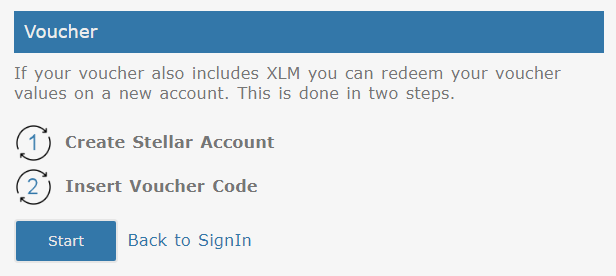 Voucher
If your voucher also includes XLM you can redeem your voucher
values on a new account. This is done in two steps.
1 Create Stellar Account
2 Insert Voucher Code
Start Back to SignIn